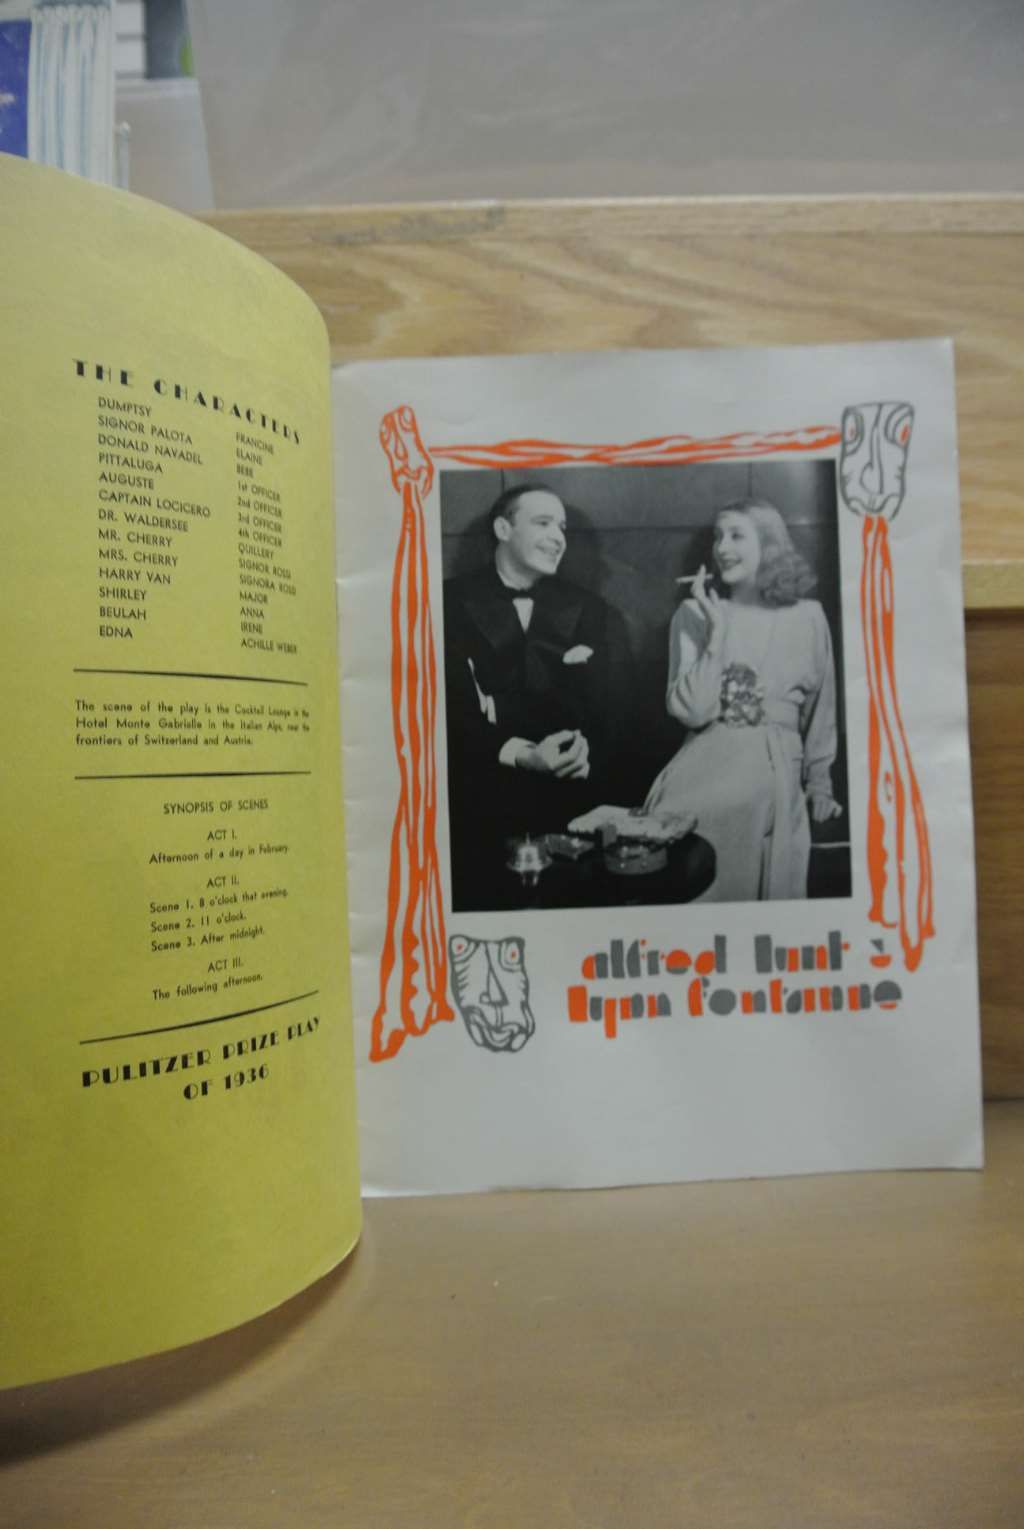 THE CHARACTERS
DUMPTSY
SIGNOR PALOTA
DONALD NAVADEL
PITTALUGA
AUGUSTE
CAPTAIN LOCICERO
DR. WALDERSEE
MR. CHERRY
MRS. CHERRY
HARRY VAN
SHIRLEY
BEULAH
EDNA
FRANCINE
ELAINE
BEBE
1st OFFICER
2nd OFFICER
3rd OFFICER
4th OFFICER
QUILLERY
SIGNOR ROSSI
SIGNORA ROSSI
MAJOR
ANNA
IRENE
ACHILLE WEBER
The scene of the play is the Cocktail Lounge in the
Hotel Monte Gabrielle in the Italian Alps, near the
frontiers of Switzerland and Austria.
SYNOPSIS OF SCENES
ACT I.
Afternoon of a day in February.
ACT II.
Scene 1. 8 o'clock that evening.
Scene 2. 11 o'clock.
Scene 3. After midnight.
ACT III.
The following afternoon.
PULITZER PRIZE PLAY
OF 1936
alfred lunt &
lynn fontanne